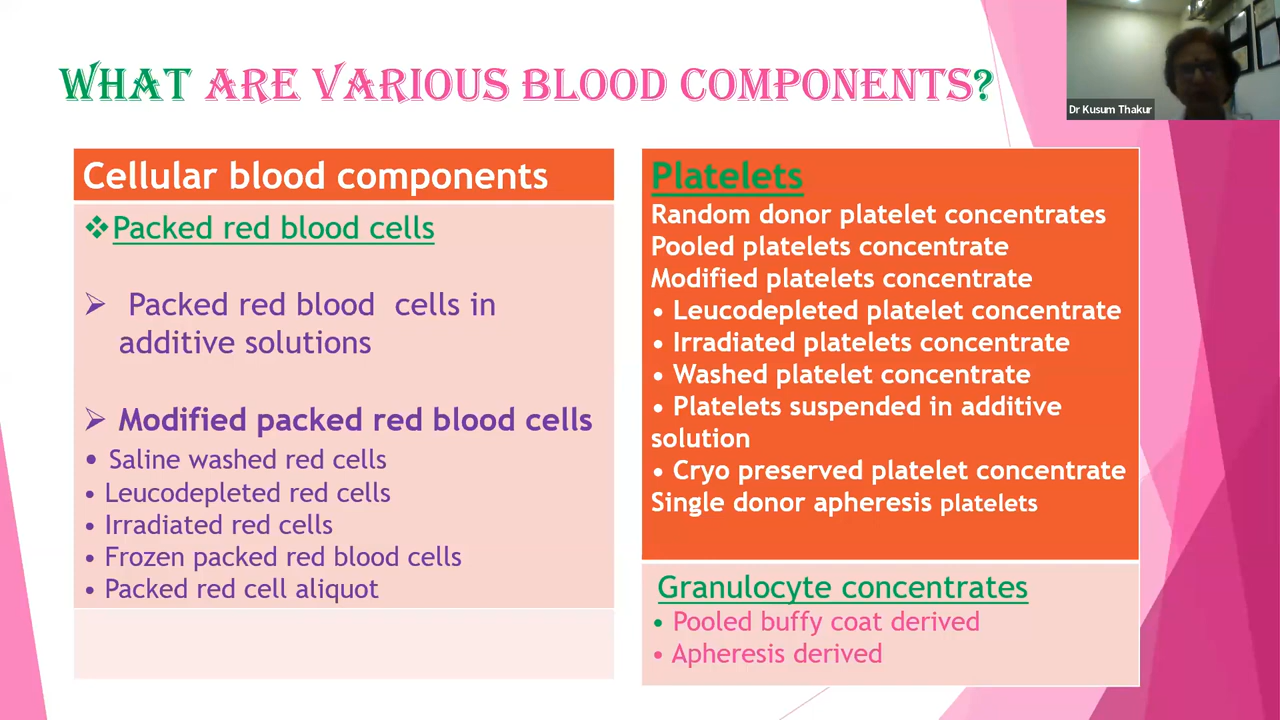 WHAT ARE VARIOUS BLOOD COMPONENTS?
Dr Kusum Thakur
Cellular blood components
❖Packed red blood cells
➢ Packed red blood cells in
additive solutions
➢ Modified packed red blood cells
• Saline washed red cells
• Leucodepleted red cells
• Irradiated red cells
• Frozen packed red blood cells
• Packed red cell aliquot
Platelets
Random donor platelet concentrates
Pooled platelets concentrate
Modified platelets concentrate
• Leucodepleted platelet concentrate
• Irradiated platelets concentrate
• Washed platelet concentrate
• Platelets suspended in additive
solution
• Cryo preserved platelet concentrate
Single donor apheresis platelets
Granulocyte concentrates
• Pooled buffy coat derived
• Apheresis derived